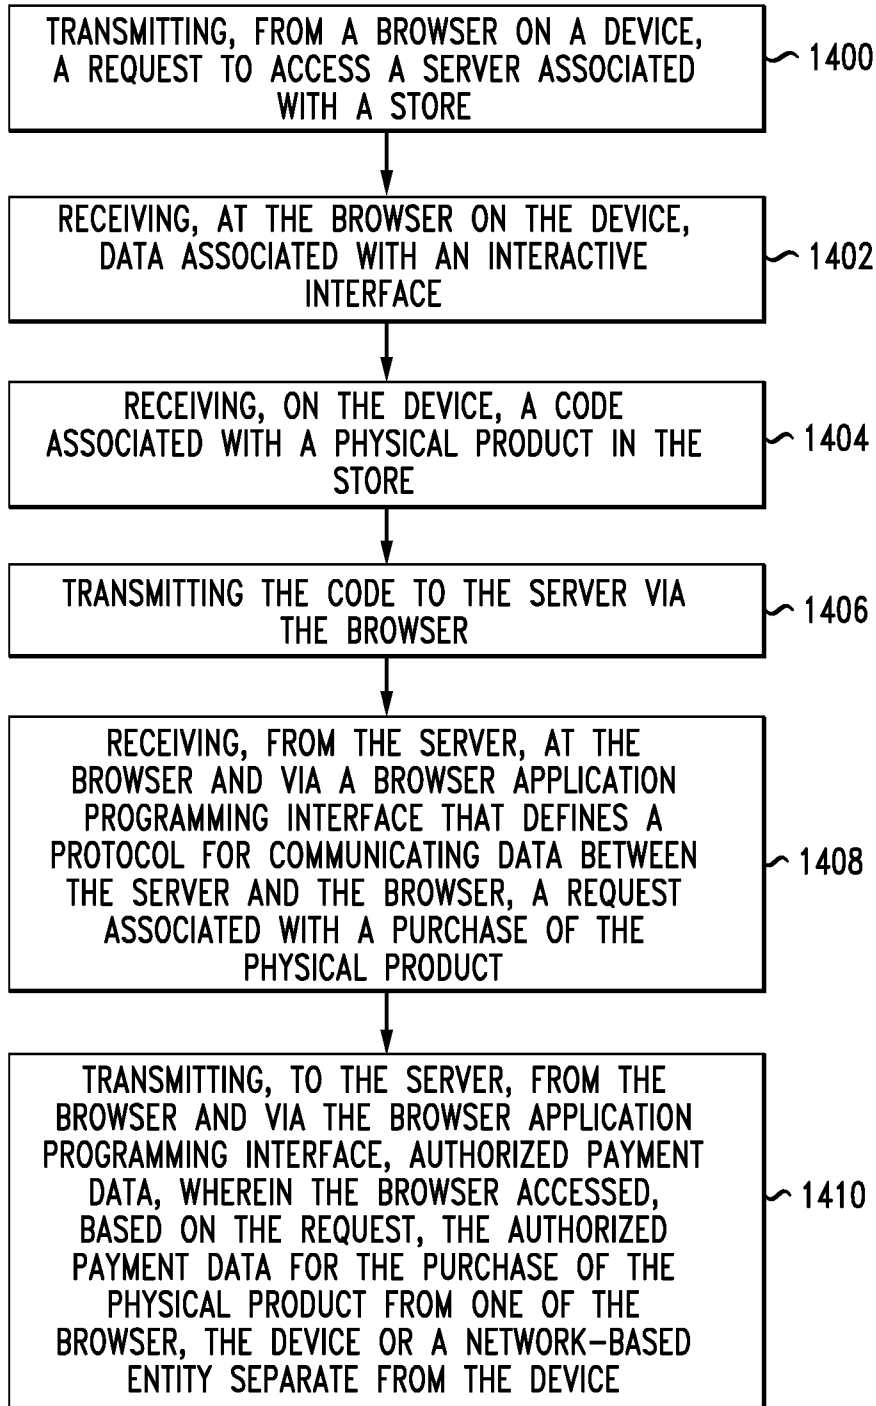 TRANSMITTING, FROM A BROWSER ON A DEVICE,
A REQUEST TO ACCESS A SERVER ASSOCIATED
WITH A STORE
1400
RECEIVING, AT THE BROWSER ON THE DEVICE,
DATA ASSOCIATED WITH AN INTERACTIVE
INTERFACE
1402
RECEIVING, ON THE DEVICE, A CODE
ASSOCIATED WITH A PHYSICAL PRODUCT IN THE
STORE
1404
TRANSMITTING THE CODE TO THE SERVER VIA
THE BROWSER
1406
RECEIVING, FROM THE SERVER, AT THE
BROWSER AND VIA A BROWSER APPLICATION
PROGRAMMING INTERFACE THAT DEFINES A
PROTOCOL FOR COMMUNICATING DATA BETWEEN
THE SERVER AND THE BROWSER, A REQUEST
ASSOCIATED WITH A PURCHASE OF THE
PHYSICAL PRODUCT
1408
TRANSMITTING, TO THE SERVER, FROM THE
BROWSER AND VIA THE BROWSER APPLICATION
PROGRAMMING INTERFACE, AUTHORIZED PAYMENT
DATA, WHEREIN THE BROWSER ACCESSED,
BASED ON THE REQUEST, THE AUTHORIZED
PAYMENT DATA FOR THE PURCHASE OF THE
PHYSICAL PRODUCT FROM ONE OF THE
BROWSER, THE DEVICE OR A NETWORK-BASED
ENTITY SEPARATE FROM THE DEVICE
1410